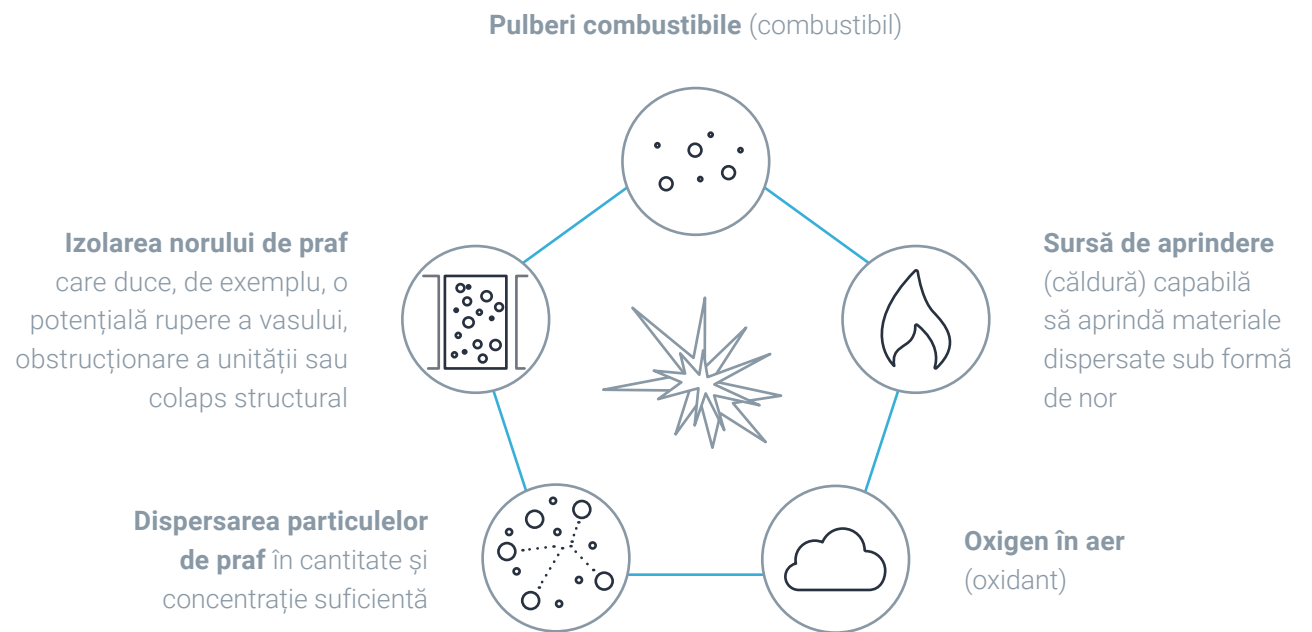 Pulberi combustibile (combustibil)
Izolarea norului de praf
care duce, de exemplu, o
potențială rupere a vasului,
obstrucționare a unității sau
colaps structural
Sursă de aprindere
(căldură) capabilă
să aprindă materiale
dispersate sub formă
de nor
Dispersarea particulelor
de praf în cantitate și
concentrație suficientă
Oxigen în aer
(oxidant)